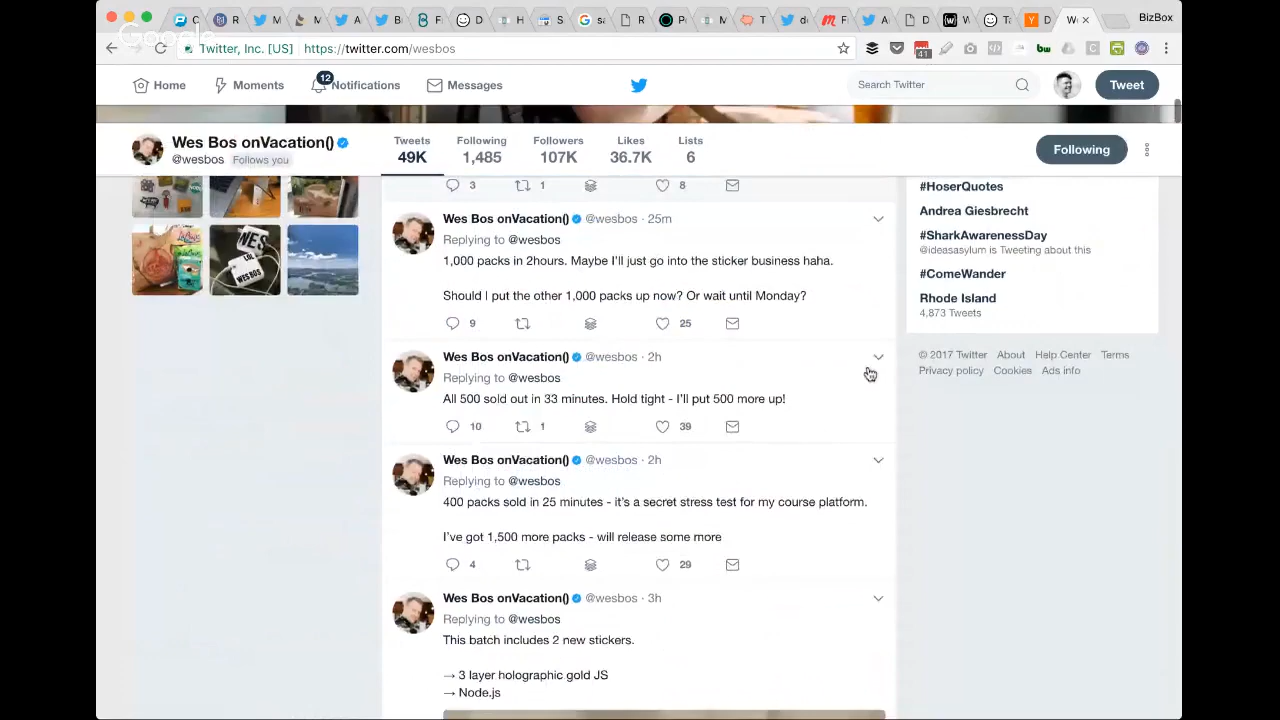 BizBox
Google
Twitter, Inc. [US]
https://twitter.com/wesbos
41
bw
12
Home
Moments
Notifications
Messages
Search Twitter
Tweet
Wes Bos onVacation()
@wesbos Follows you
Tweets
49K
Following
1,485
Followers
107K
Likes
36.7K
Lists
6
Following
3 1 8
Wes Bos onVacation() @wesbos · 25m
Replying to @wesbos
1,000 packs in 2hours. Maybe I'll just go into the sticker business haha.
Should I put the other 1,000 packs up now? Or wait until Monday?
9 25
Wes Bos onVacation() @wesbos · 2h
Replying to @wesbos
All 500 sold out in 33 minutes. Hold tight - I'll put 500 more up!
10 1 39
Wes Bos onVacation() @wesbos · 2h
Replying to @wesbos
400 packs sold in 25 minutes - it's a secret stress test for my course platform.
I've got 1,500 more packs - will release some more
4 29
Wes Bos onVacation() @wesbos · 3h
Replying to @wesbos
This batch includes 2 new stickers.
→ 3 layer holographic gold JS
→ Node.js
#HoserQuotes
Andrea Giesbrecht
#SharkAwarenessDay
@ideasasylum is Tweeting about this
#ComeWander
Rhode Island
4,873 Tweets
© 2017 Twitter About Help Center Terms
Privacy policy Cookies Ads info